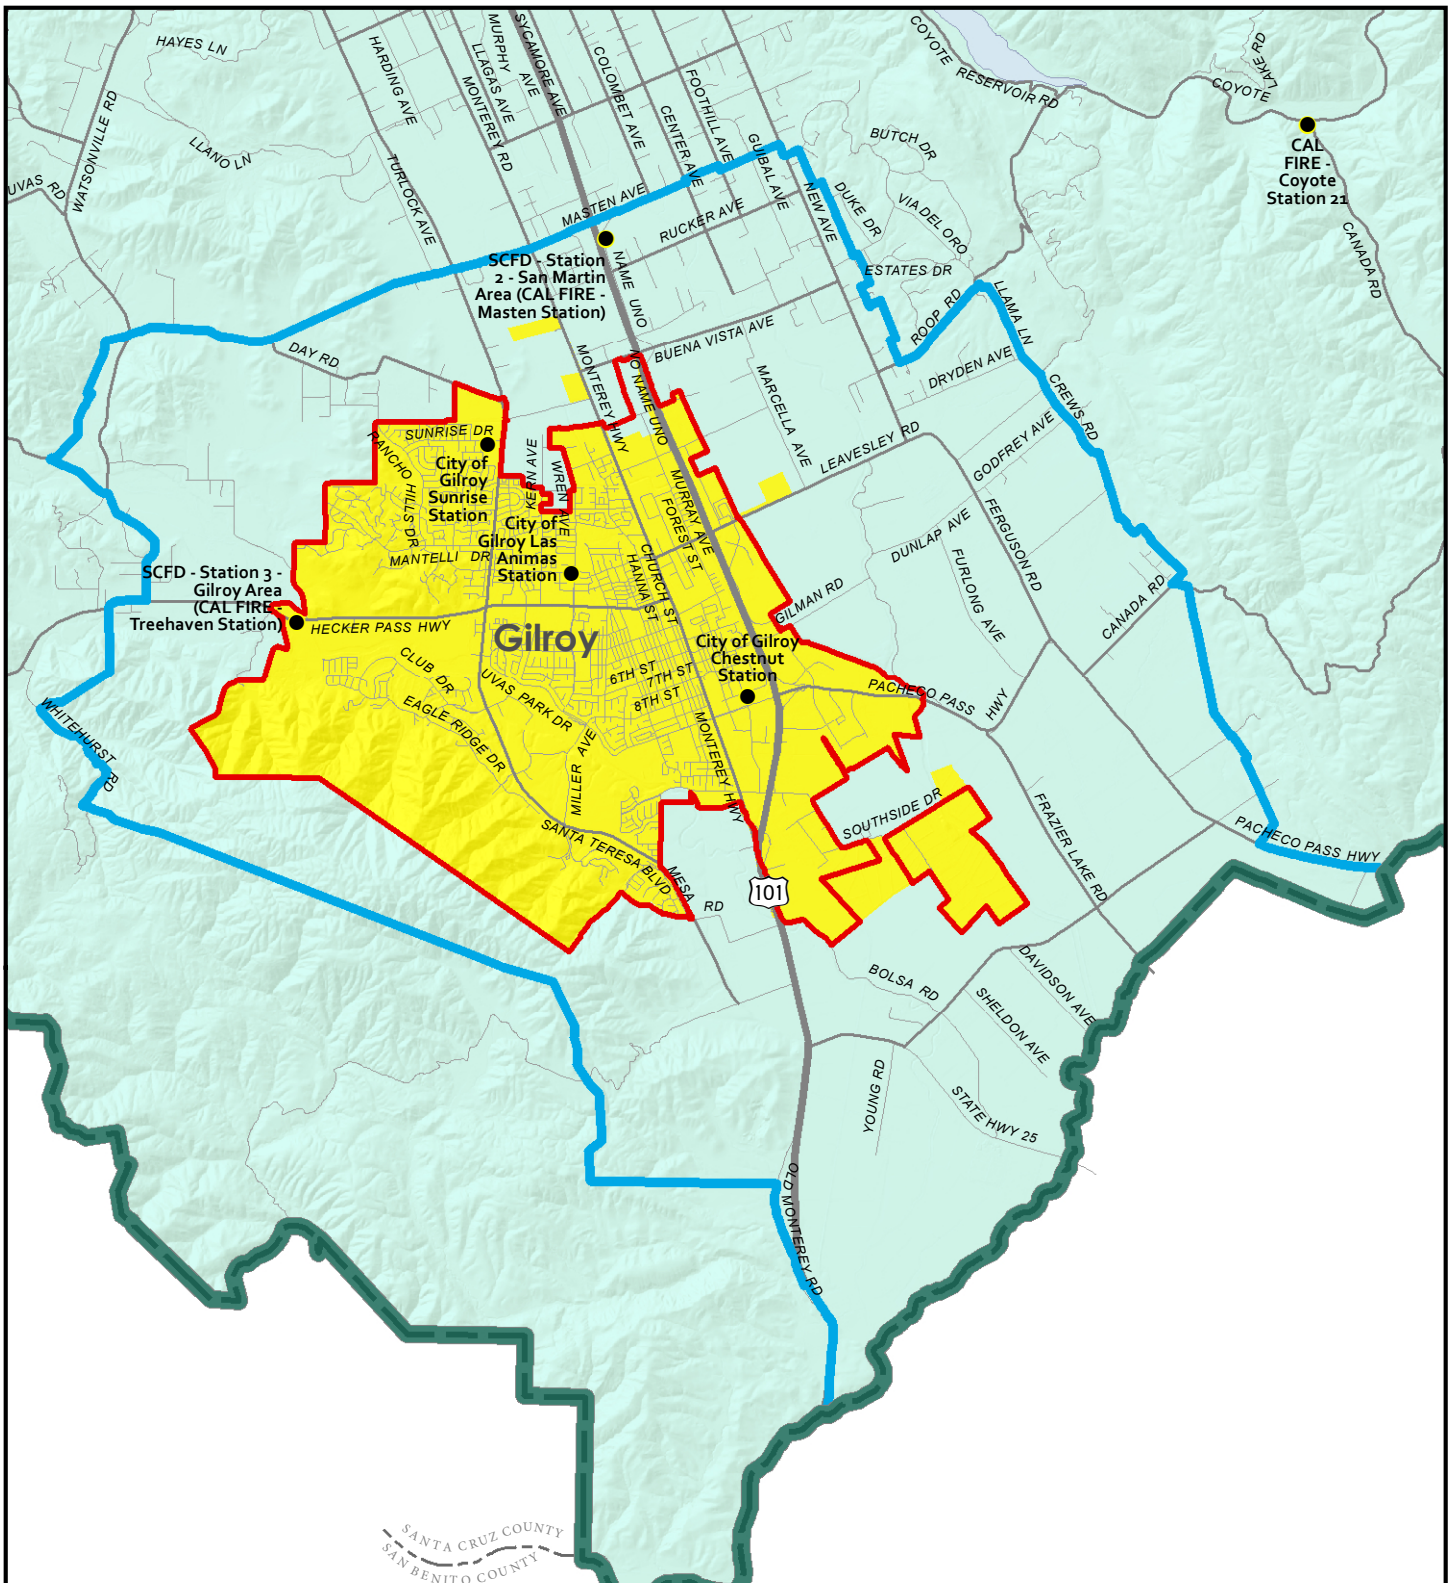 HAYES LN
HARDING AVE
MURPHY AVE
LLAGAS AVE
MONTEREY RD
SYCAMORE AVE
COLOMBET AVE
CENTER AVE
FOOTHILL AVE
GUIBAL AVE
COYOTE RESERVOIR RD
COYOTE
LAKE RD
CAL
FIRE -
Coyote
Station 21
CANADA RD
WATSONVILLE RD
LLANO LN
UVAS RD
TURLOCK AVE
MASTEN AVE
RUCKER AVE
NEW AVE
BUTCH DR
DUKE DR
VIA DEL ORO
ESTATES DR
ROOP RD
LLAMA LN
SCFD - Station
2 - San Martin
Area (CAL FIRE -
Masten Station)
NAME UNO
NO NAME UNO
BUENA VISTA AVE
DRYDEN AVE
CREWS RD
DAY RD
MONTEREY HWY
MARCELLA AVE
LEAVESLEY RD
GODFREY AVE
SUNRISE DR
RANCHO HILLS DR
City of
Gilroy
Sunrise
Station
KERN AVE
WREN AVE
City of
Gilroy Las
Animas
Station
MURRAY AVE
FOREST ST
CHURCH ST
HANNA ST
MANTELLI DR
DUNLAP AVE
FERGUSON RD
FURLONG AVE
CANADA RD
GILMAN RD
SCFD - Station 3 -
Gilroy Area
(CAL FIRE
Treehaven Station)
HECKER PASS HWY
Gilroy
City of Gilroy
Chestnut
Station
6TH ST
7TH ST
8TH ST
CLUB DR
UVAS PARK DR
EAGLE RIDGE DR
MILLER AVE
MONTEREY HWY
PACHECO PASS HWY
WHITEHURST RD
SOUTHSIDE DR
FRAZIER LAKE RD
PACHECO PASS HWY
SANTA TERESA BLVD
MESA RD
101
BOLSA RD
DAVIDSON AVE
SHELDON AVE
YOUNG RD
STATE HWY 25
OLD MONTEREY RD
SANTA CRUZ COUNTY
SAN BENITO COUNTY